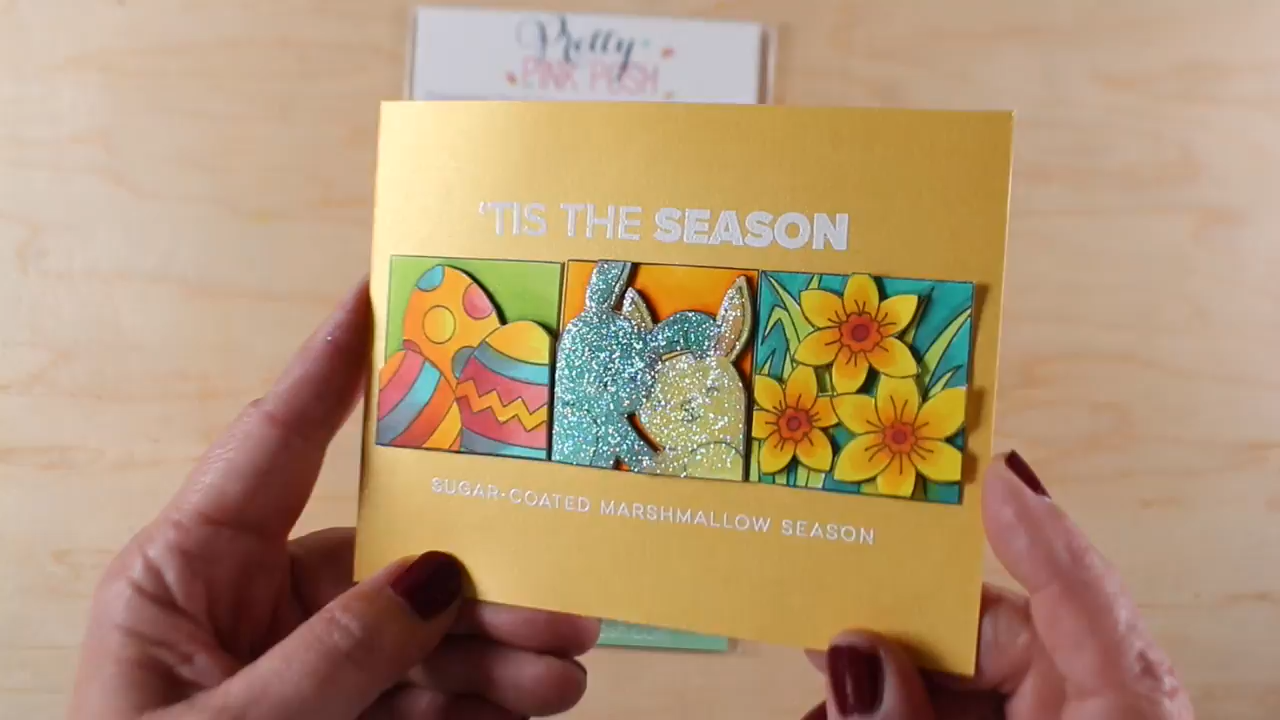 Pretty
PINK POSH
'TIS THE SEASON
SUGAR-COATED MARSHMALLOW SEASON